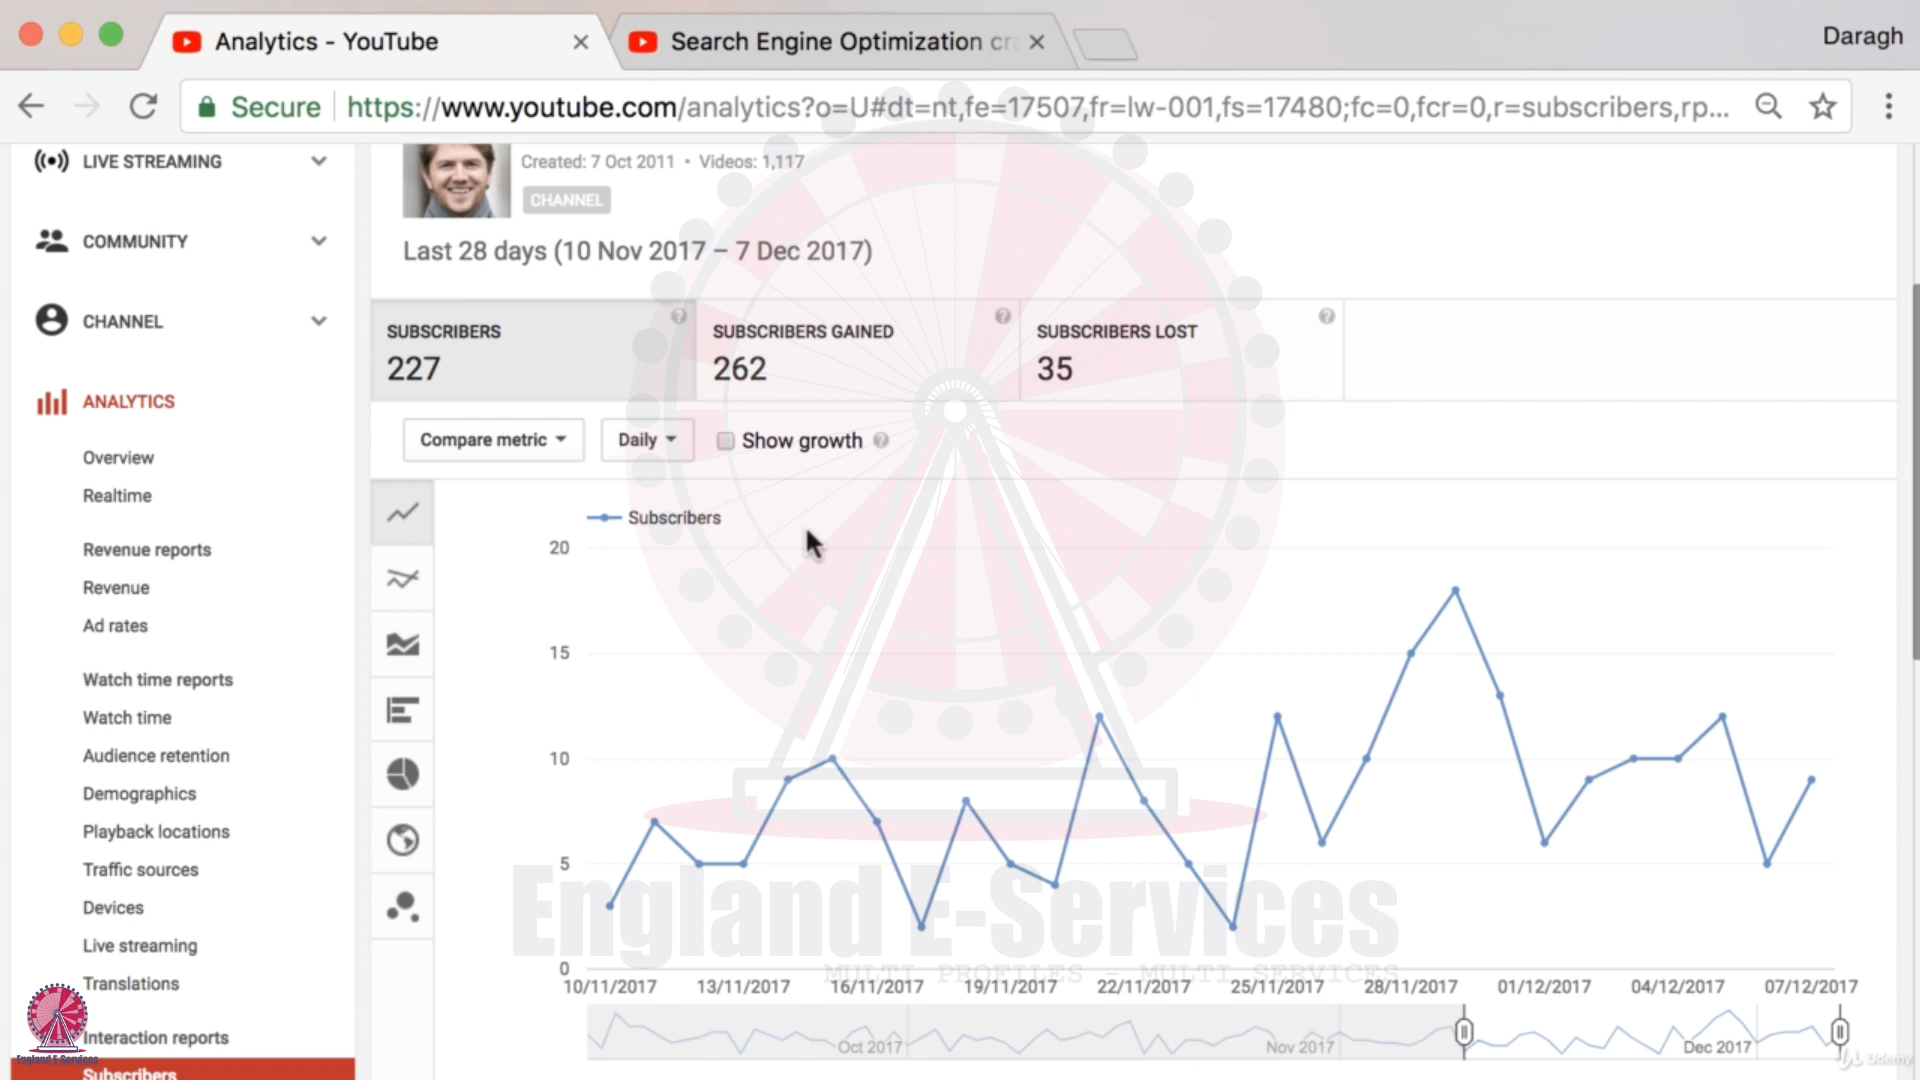 Analytics - YouTube
Search Engine Optimization cra
Daragh
Secure
https://www.youtube.com/analytics?o=U#dt=nt,fe=17507,fr=lw-001,fs=17480;fc=0,fcr=0,r=subscribers,rp...
LIVE STREAMING
COMMUNITY
CHANNEL
ANALYTICS
Overview
Realtime
Revenue reports
Revenue
Ad rates
Watch time reports
Watch time
Audience retention
Demographics
Playback locations
Traffic sources
Devices
Live streaming
Translations
Interaction reports
Subscribers
England E-Services
Created: 7 Oct 2011 • Videos: 1,117
CHANNEL
Last 28 days (10 Nov 2017 – 7 Dec 2017)
SUBSCRIBERS
227
SUBSCRIBERS GAINED
262
SUBSCRIBERS LOST
35
Compare metric
Daily
Show growth
Subscribers
20
15
10
5
0
10/11/2017 13/11/2017 16/11/2017 19/11/2017 22/11/2017 25/11/2017 28/11/2017 01/12/2017 04/12/2017 07/12/2017
Oct 2017
Nov 2017
Dec 2017
England E-Services
MULTI PROFILES - MULTI SERVICES
Udemy